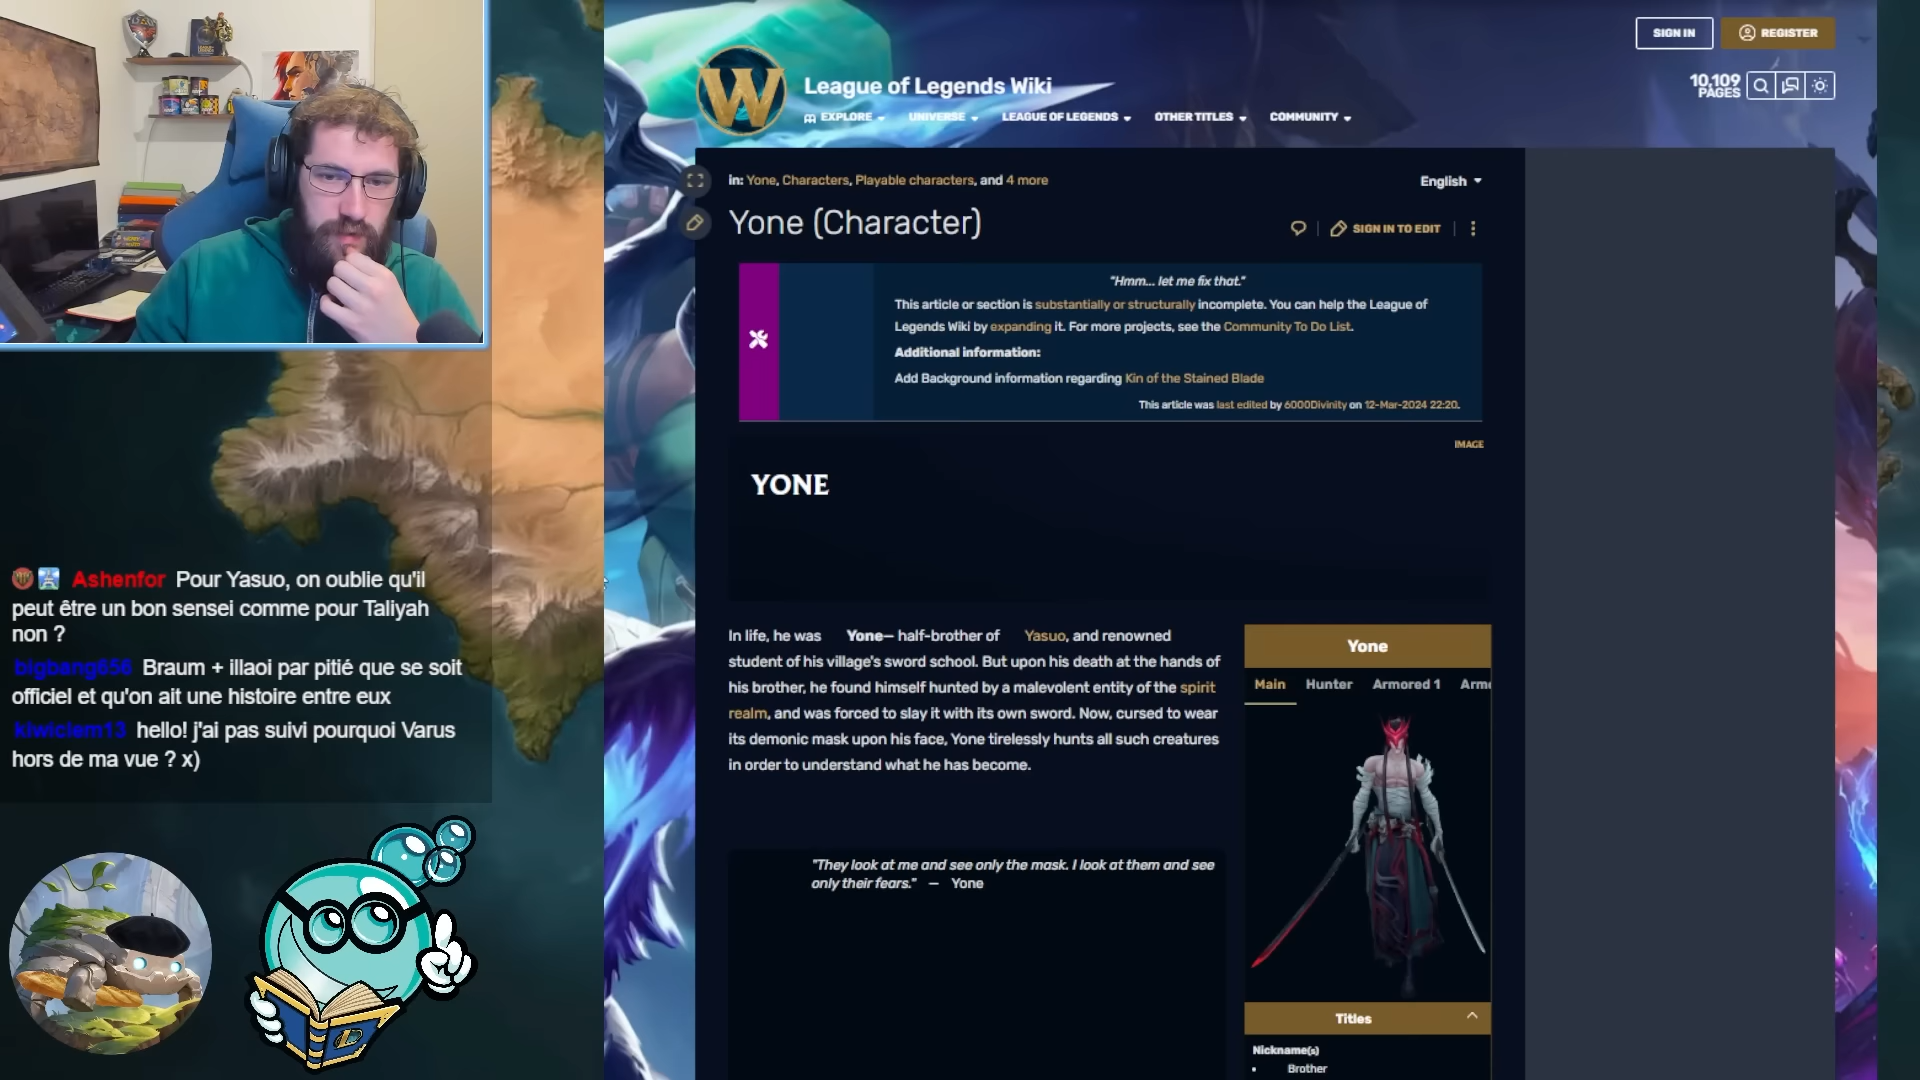 SIGN IN
REGISTER
League of Legends Wiki
10,109
PAGES
EXPLORE
UNIVERSE
LEAGUE OF LEGENDS
OTHER TITLES
COMMUNITY
in: Yone, Characters, Playable characters, and 4 more
English
Yone (Character)
SIGN IN TO EDIT
"Hmm... let me fix that."
This article or section is substantially or structurally incomplete. You can help the League of
Legends Wiki by expanding it. For more projects, see the Community To Do List.
Additional information:
Add Background information regarding Kin of the Stained Blade
This article was last edited by 6000Divinity on 12-Mar-2024 22:20.
IMAGE
YONE
In life, he was Yone— half-brother of Yasuo, and renowned
student of his village's sword school. But upon his death at the hands of
his brother, he found himself hunted by a malevolent entity of the spirit
realm, and was forced to slay it with its own sword. Now, cursed to wear
its demonic mask upon his face, Yone tirelessly hunts all such creatures
in order to understand what he has become.
"They look at me and see only the mask. I look at them and see
only their fears." — Yone
Yone
Main
Hunter
Armored 1
Armo
Titles
Nickname(s)
• Brother
Ashenfor Pour Yasuo, on oublie qu'il
peut être un bon sensei comme pour Taliyah
non ?
bigbang656 Braum + illaoi par pitié que se soit
officiel et qu'on ait une histoire entre eux
kiwiclem13 hello! j'ai pas suivi pourquoi Varus
hors de ma vue ? x)